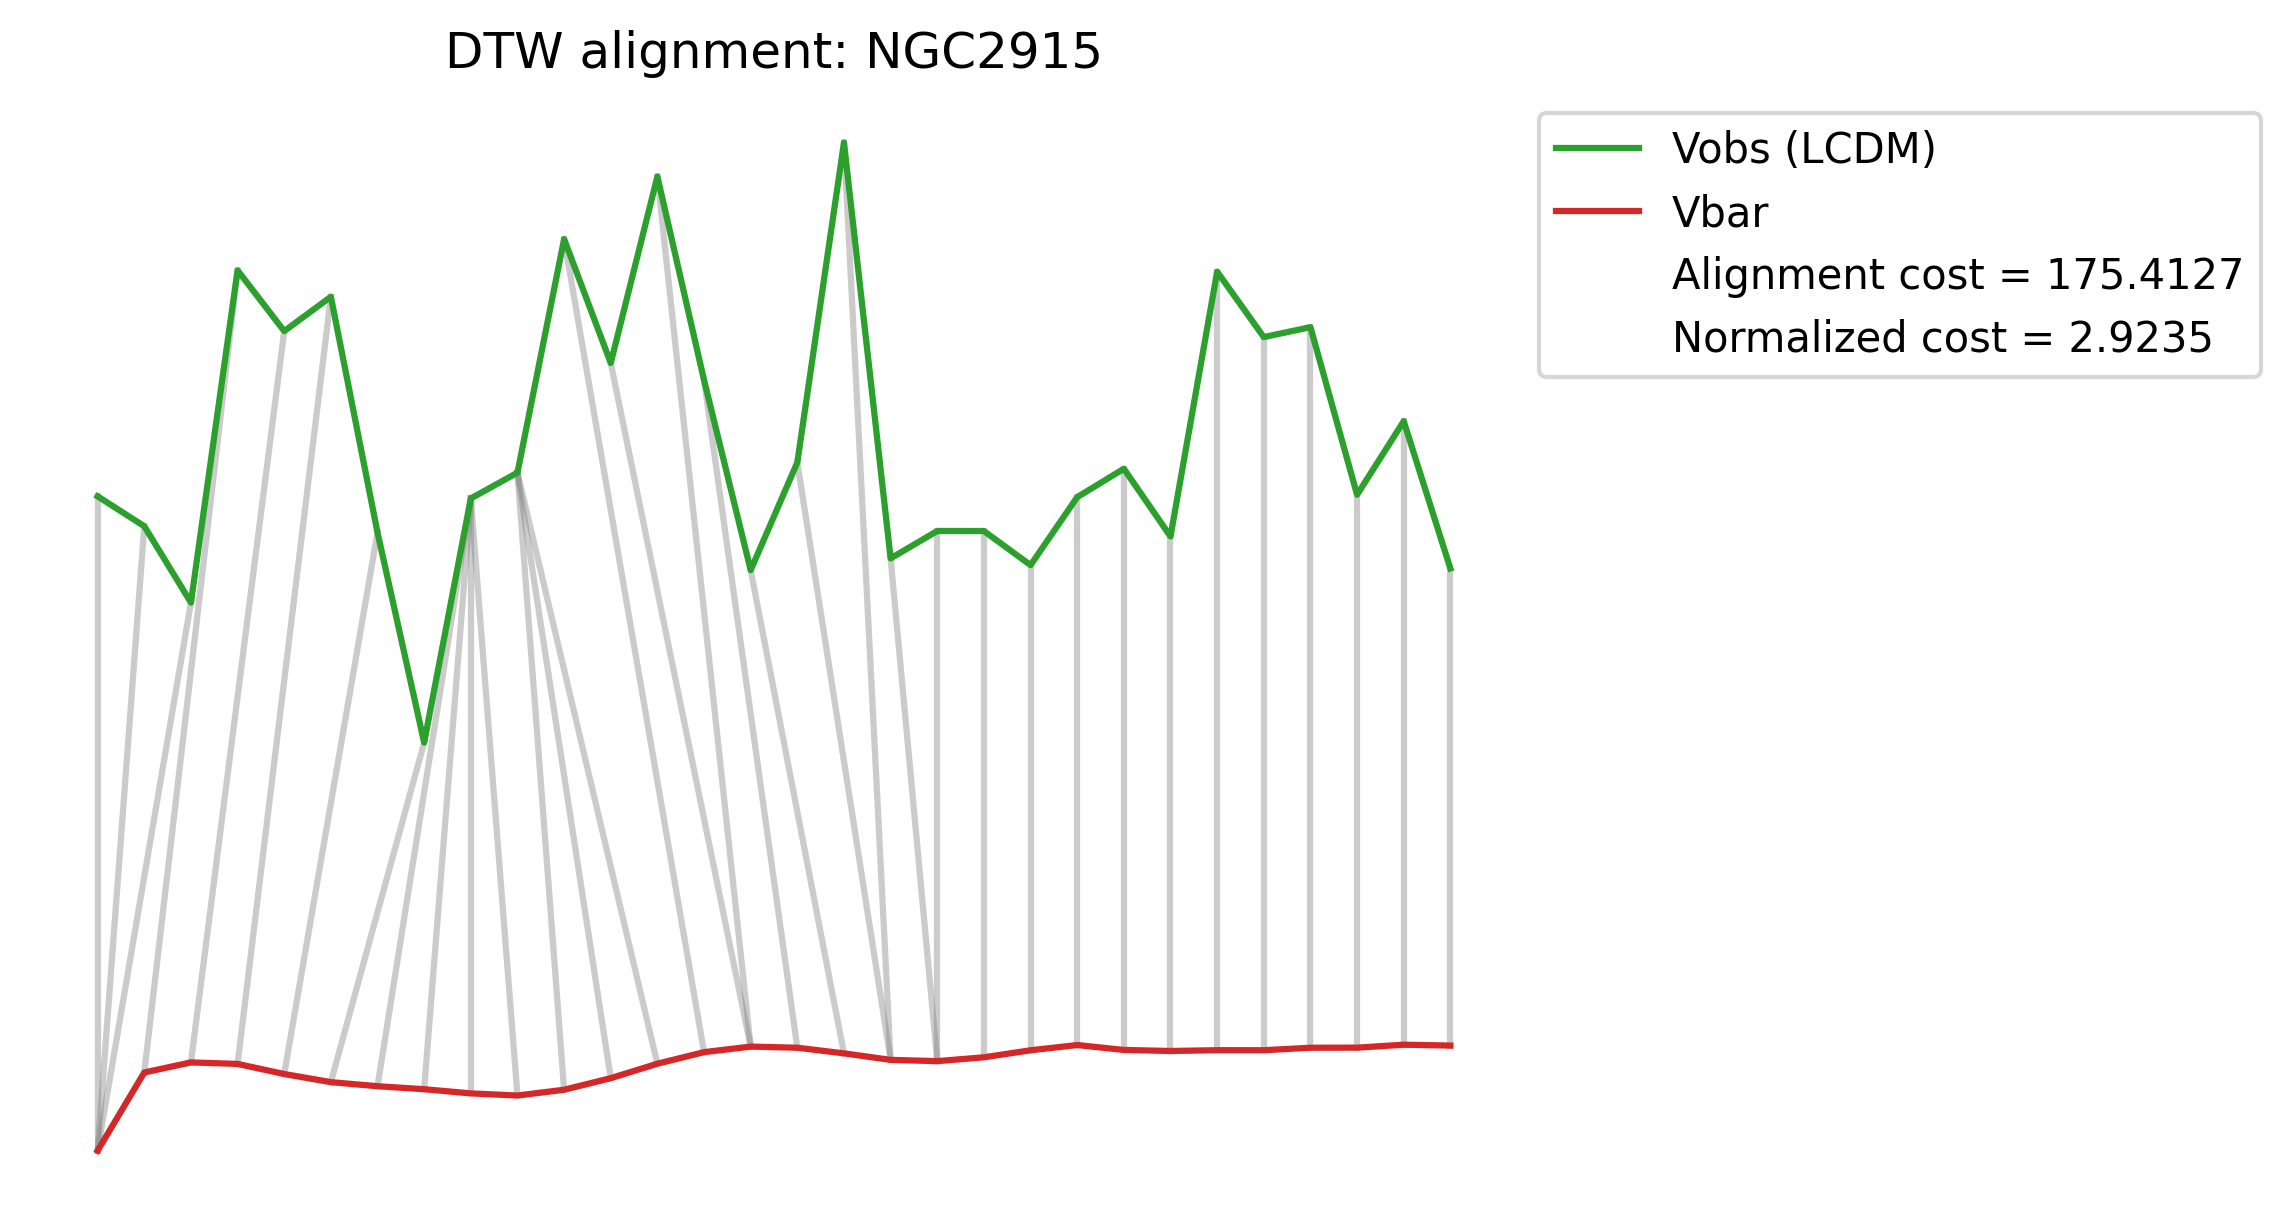 DTW alignment: NGC2915
Vobs (LCDM)
Vbar
Alignment cost = 175.4127
Normalized cost = 2.9235